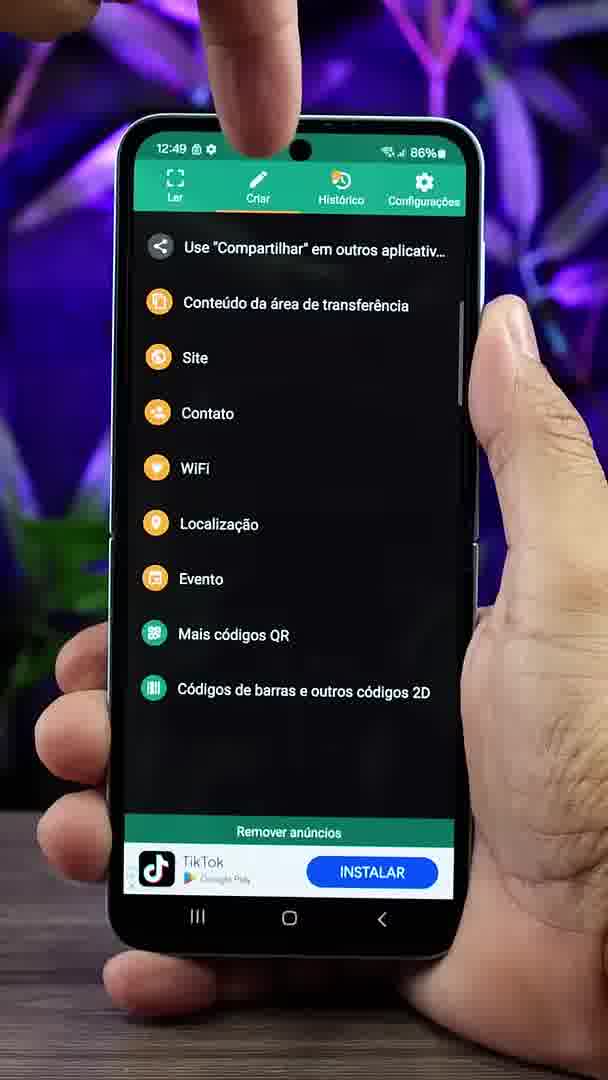 12:49 86%
Ler Criar Histórico Configurações
Use "Compartilhar" em outros aplicativ...
Conteúdo da área de transferência
Site
Contato
WiFi
Localização
Evento
Mais códigos QR
Códigos de barras e outros códigos 2D
Remover anúncios
TikTok
Google Play
INSTALAR